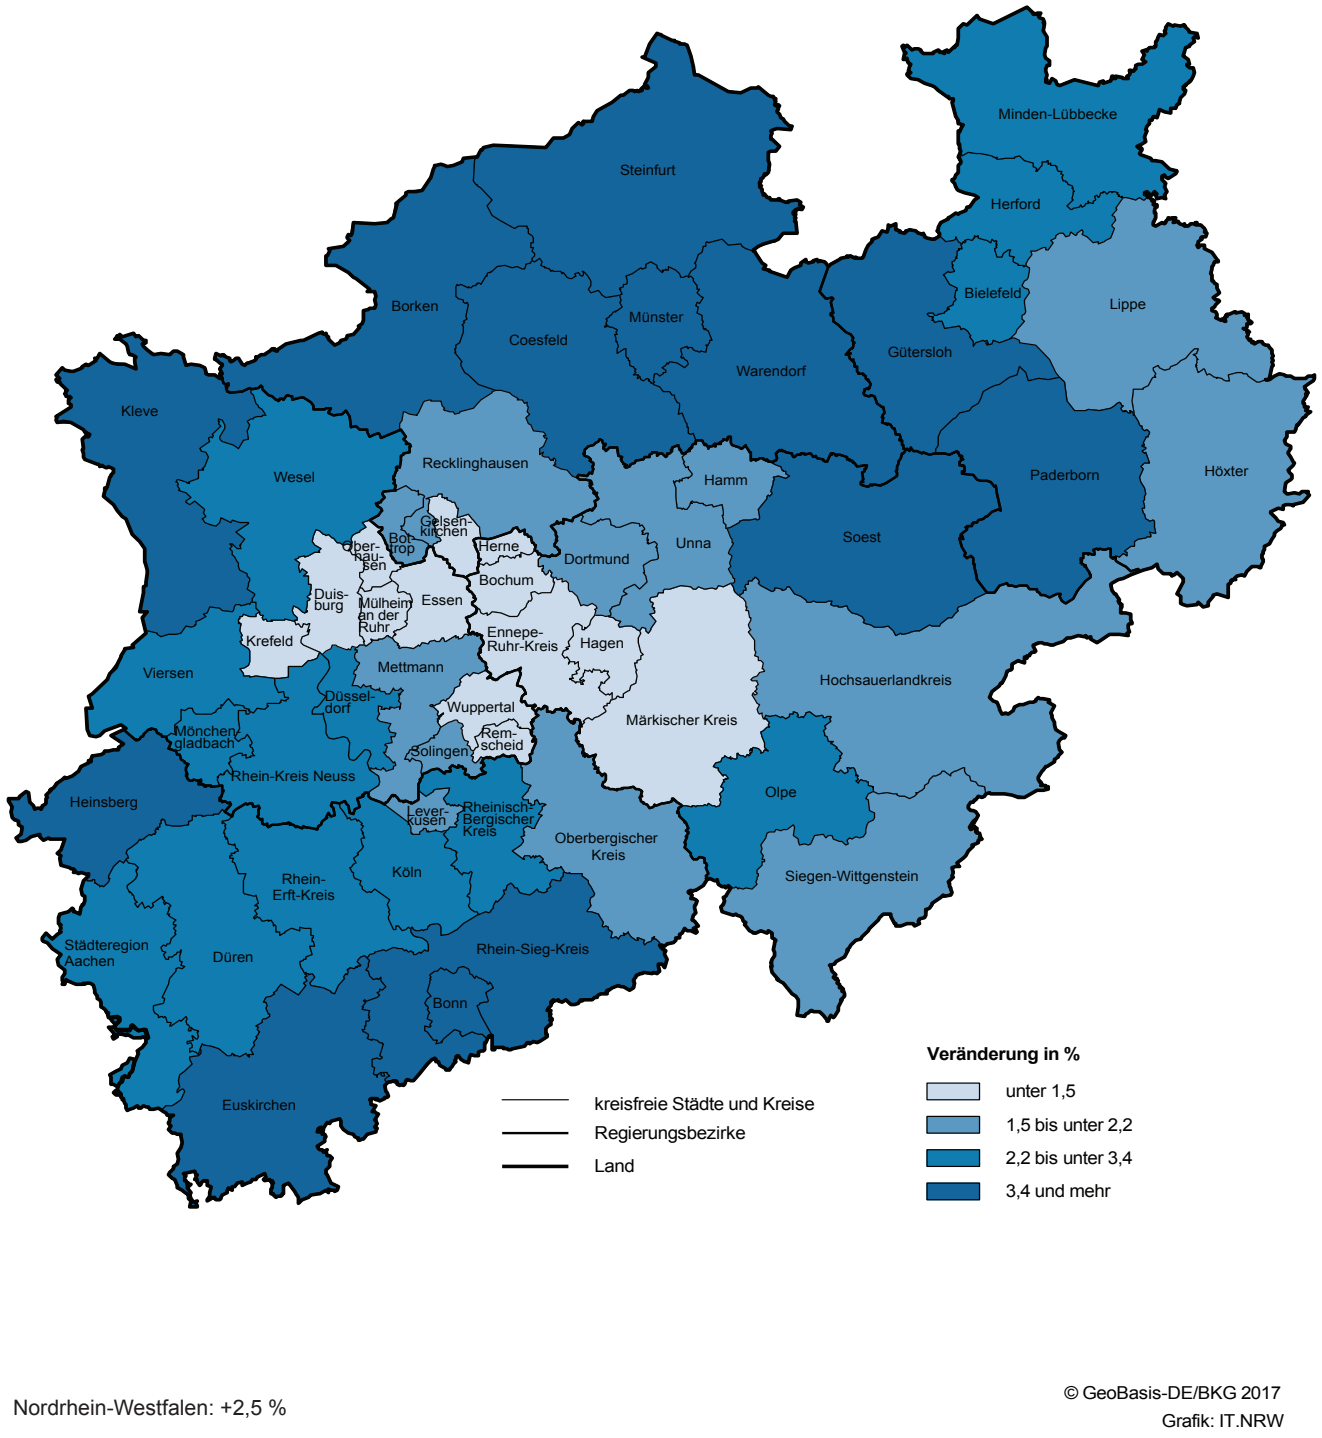 Minden-Lübbecke
Steinfurt
Herford
Bielefeld
Lippe
Borken
Münster
Coesfeld
Gütersloh
Warendorf
Kleve
Recklinghausen
Wesel
Hamm
Paderborn
Höxter
Gelsen-
kirchen
Bot-
trop
Ober-
hau-
sen
Herne
Dortmund
Unna
Soest
Bochum
Duis-
burg
Mülheim
an der
Ruhr
Essen
Krefeld
Ennepe-
Ruhr-Kreis
Hagen
Viersen
Mettmann
Hochsauerlandkreis
Düssel-
dorf
Wuppertal
Märkischer Kreis
Mönchen
gladbach
Rem-
scheid
Solingen
Rhein-Kreis Neuss
Heinsberg
Olpe
Lever-
kusen
Rheinisch-
Bergischer
Kreis
Oberbergischer
Kreis
Köln
Rhein-
Erft-Kreis
Siegen-Wittgenstein
Städteregion
Aachen
Düren
Rhein-Sieg-Kreis
Bonn
Euskirchen
kreisfreie Städte und Kreise
Regierungsbezirke
Land
Veränderung in %
unter 1,5
1,5 bis unter 2,2
2,2 bis unter 3,4
3,4 und mehr
Nordrhein-Westfalen: +2,5 %
© GeoBasis-DE/BKG 2017
Grafik: IT.NRW